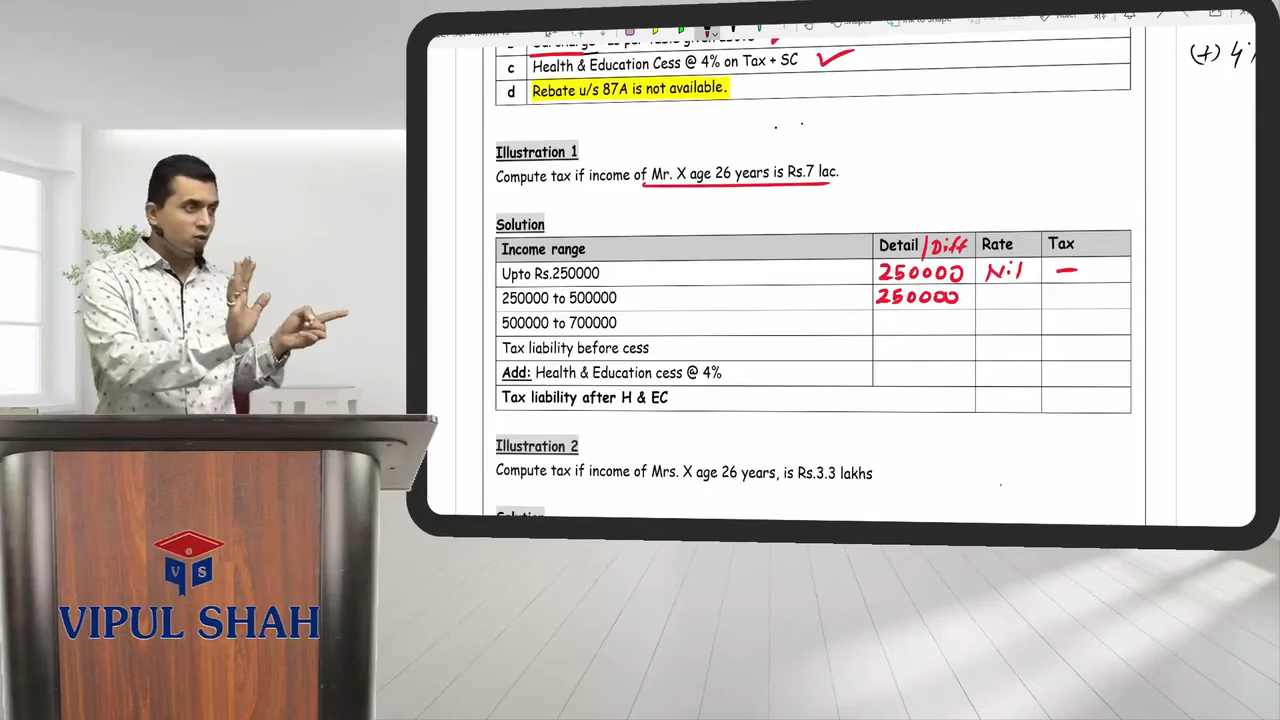 c Health & Education Cess @ 4% on Tax + SC
d Rebate u/s 87A is not available.
(+) 4%
Illustration 1
Compute tax if income of Mr. X age 26 years is Rs.7 lac.
Solution
Income range Detail /Diff Rate Tax
Upto Rs.250000 250000 Nil —
250000 to 500000 250000
500000 to 700000
Tax liability before cess
Add: Health & Education cess @ 4%
Tax liability after H & EC
Illustration 2
Compute tax if income of Mrs. X age 26 years, is Rs.3.3 lakhs
Solution
VS
VIPUL SHAH